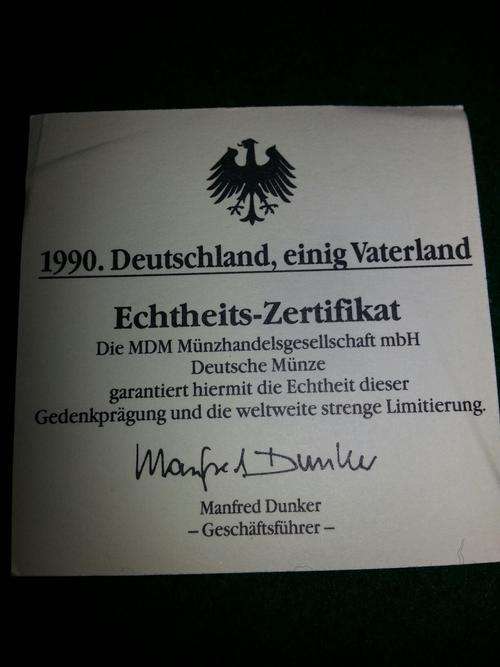 1990. Deutschland, einig Vaterland
Echtheits-Zertifikat
Die MDM Münzhandelsgesellschaft mbH
Deutsche Münze
garantiert hiermit die Echtheit dieser
Gedenkprägung und die weltweite strenge Limitierung.
Manfred Dunker
Manfred Dunker
– Geschäftsführer –